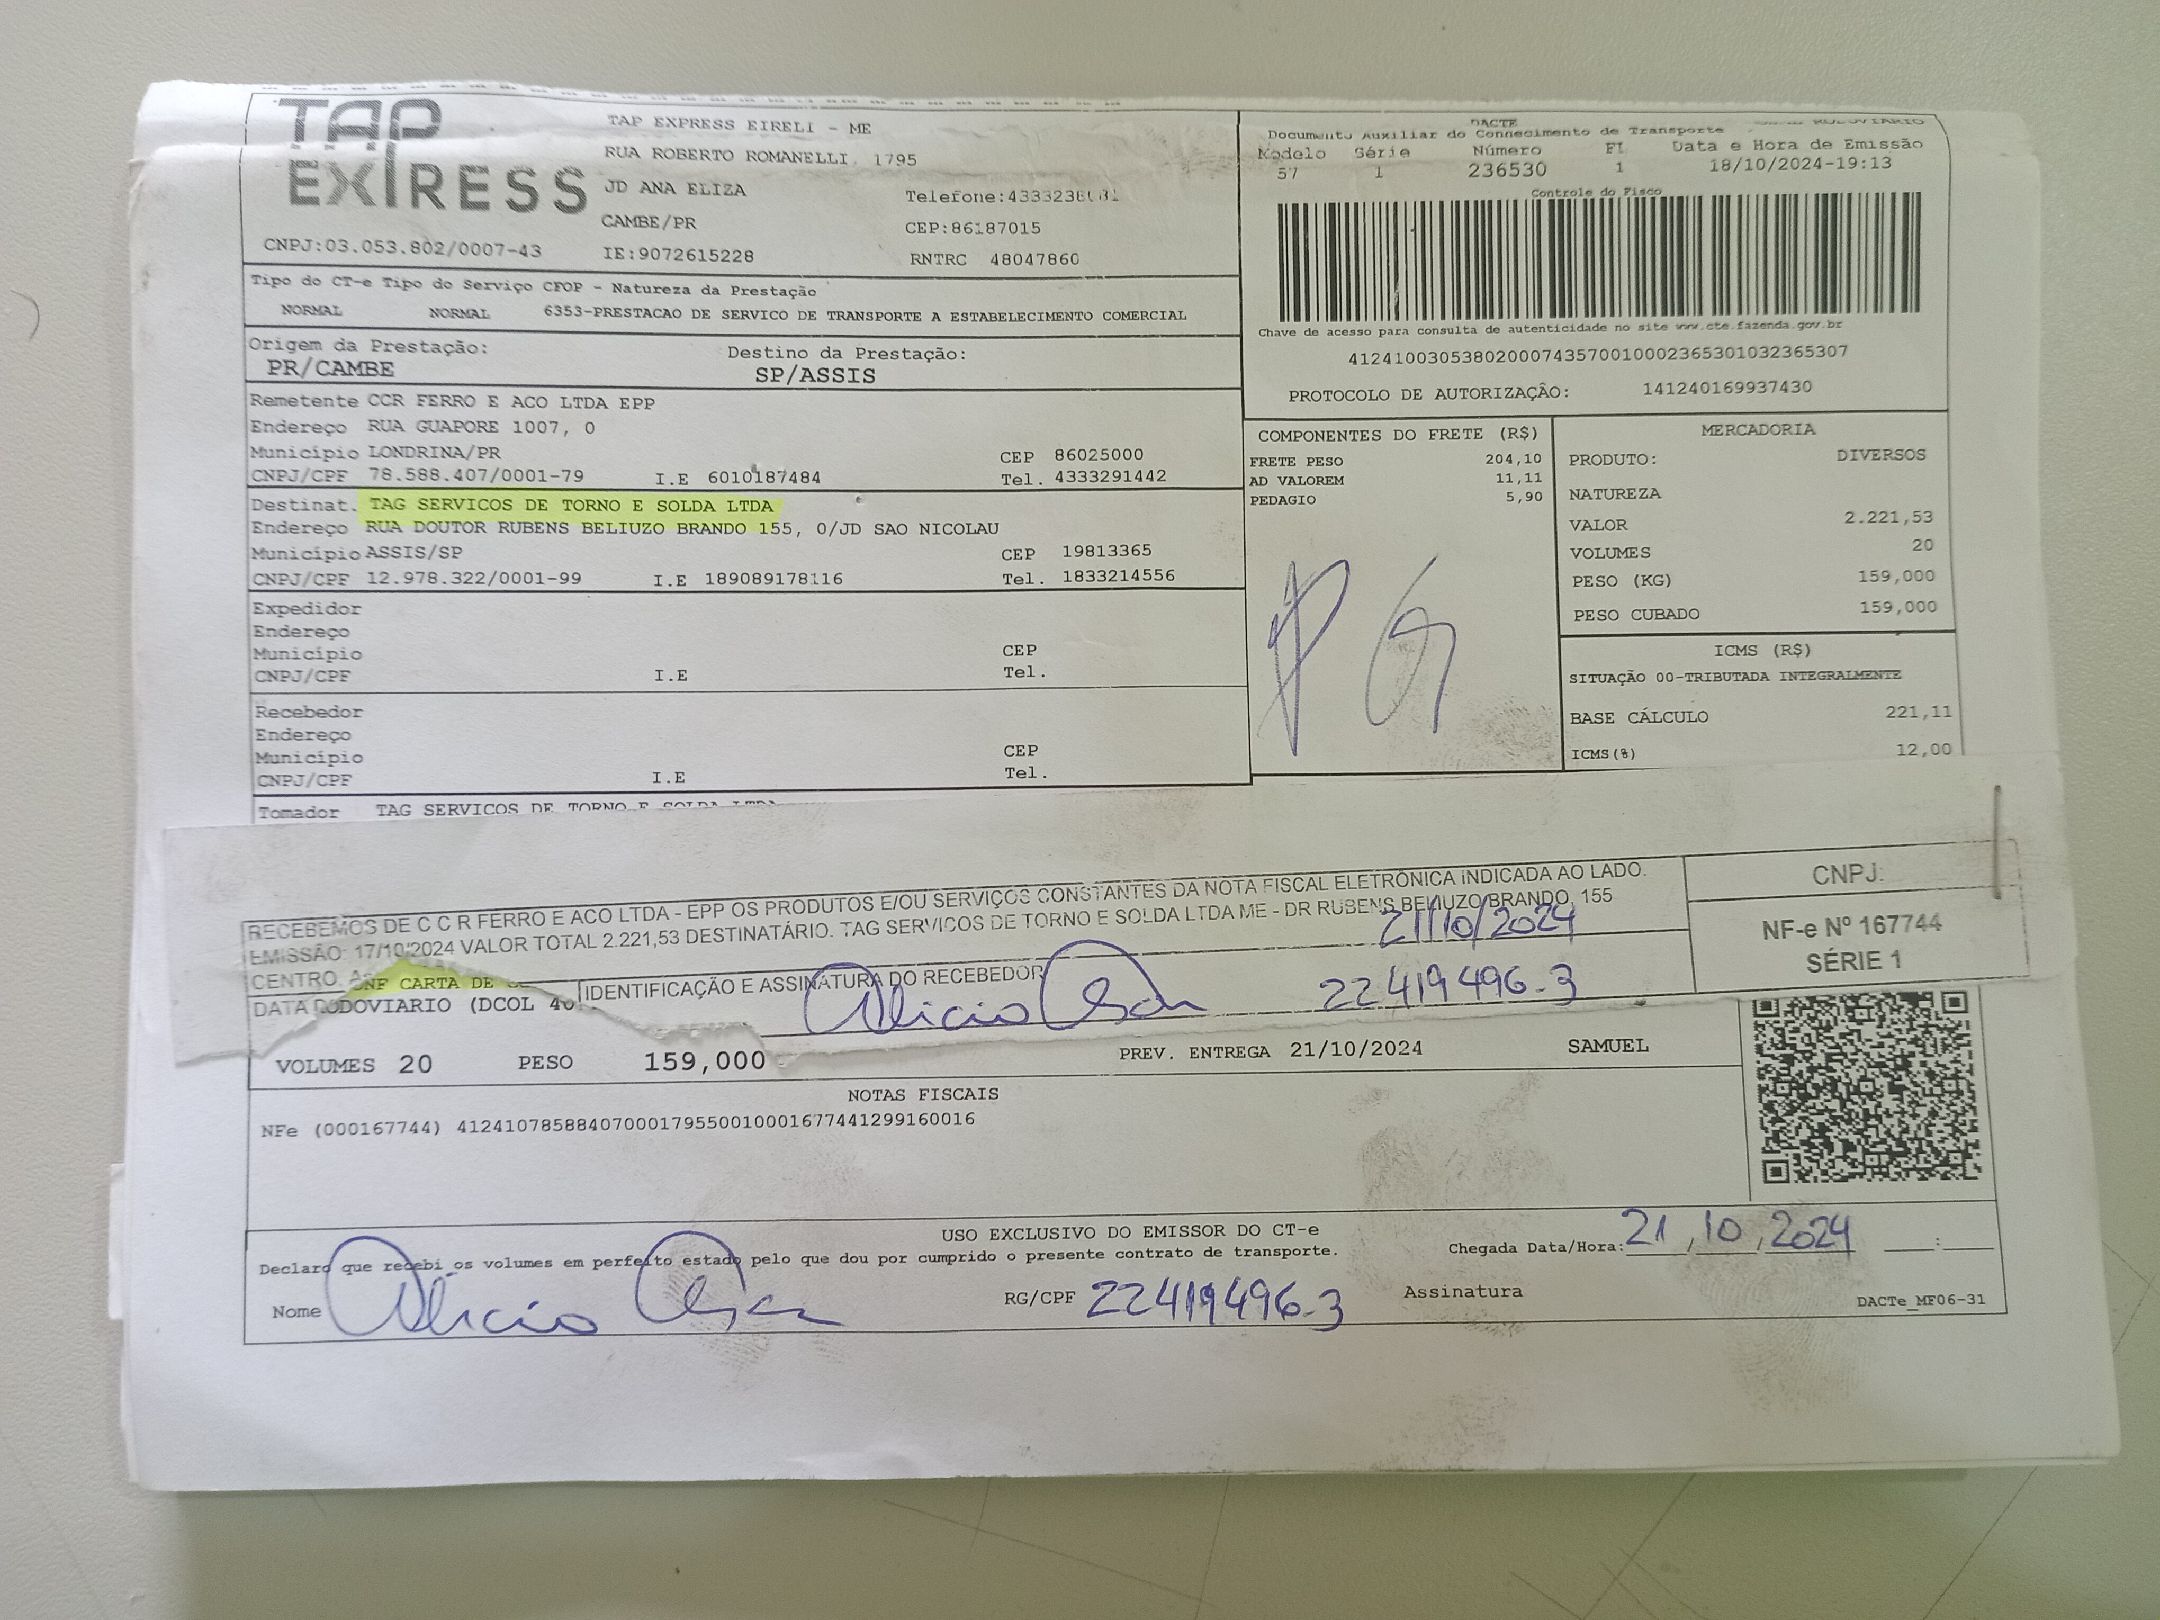 TAP
EXPRESS
CNPJ:03.053.802/0007-43
TAP EXPRESS EIRELI - ME
RUA ROBERTO ROMANELLI, 1795
JD ANA ELIZA
CAMBE/PR
IE:9072615228
CEP:86187015
RNTRC 48047860
DACTE
Documento Auxiliar do Conhecimento de Transporte
Modelo Série Número Fl Data e Hora de Emissão
57 1 236530 1 18/10/2024-19:13
Controle do Fisco
Chave de acesso para consulta de autenticidade no site www.cte.fazenda.gov.br
41241003053802000743570010002365301032365307
PROTOCOLO DE AUTORIZAÇÃO: 141240169937430
Tipo do CT-e Tipo do Serviço CFOP - Natureza da Prestação
NORMAL NORMAL 6353-PRESTACAO DE SERVICO DE TRANSPORTE A ESTABELECIMENTO COMERCIAL
Origem da Prestação: Destino da Prestação:
PR/CAMBE SP/ASSIS
Remetente CCR FERRO E ACO LTDA EPP
Endereço RUA GUAPORE 1007, 0
Município LONDRINA/PR CEP 86025000
CNPJ/CPF 78.588.407/0001-79 I.E 6010187484 Tel. 4333291442
Destinat. TAG SERVICOS DE TORNO E SOLDA LTDA
Endereço RUA DOUTOR RUBENS BELIUZO BRANDO 155, 0/JD SAO NICOLAU
Município ASSIS/SP CEP 19813365
CNPJ/CPF 12.978.322/0001-99 I.E 189089178116 Tel. 1833214556
Expedidor
Endereço
Município CEP
CNPJ/CPF I.E Tel.
Recebedor
Endereço
Município CEP
CNPJ/CPF I.E Tel.
Tomador TAG SERVICOS DE TORNO E SOLDA LTDA
COMPONENTES DO FRETE (R$)
FRETE PESO 204,10
AD VALOREM 11,11
PEDAGIO 5,90
PG
MERCADORIA
PRODUTO: DIVERSOS
NATUREZA
VALOR 2.221,53
VOLUMES 20
PESO (KG) 159,000
PESO CUBADO 159,000
ICMS (R$)
SITUAÇÃO 00-TRIBUTADA INTEGRALMENTE
BASE CÁLCULO 221,11
ICMS(%) 12,00
RECEBEMOS DE C C R FERRO E ACO LTDA - EPP OS PRODUTOS E/OU SERVIÇOS CONSTANTES DA NOTA FISCAL ELETRÔNICA INDICADA AO LADO.
EMISSÃO: 17/10/2024 VALOR TOTAL 2.221,53 DESTINATÁRIO. TAG SERVICOS DE TORNO E SOLDA LTDA ME - DR RUBENS BELIUZO BRANDO, 155
CENTRO,
21/10/2024
DATA
IDENTIFICAÇÃO E ASSINATURA DO RECEBEDOR
22419496-3
CNPJ:
NF-e Nº 167744
SÉRIE 1
CARTA DE
RODOVIARIO (DCOL
VOLUMES 20 PESO 159,000 PREV. ENTREGA 21/10/2024 SAMUEL
NOTAS FISCAIS
NFe (000167744) 41241078588407000179550010001677441299160016
USO EXCLUSIVO DO EMISSOR DO CT-e
Declaro que recebi os volumes em perfeito estado pelo que dou por cumprido o presente contrato de transporte.
Chegada Data/Hora: 21,10,2024 :
Nome RG/CPF 22419496-3 Assinatura
DACTe_MF06-31